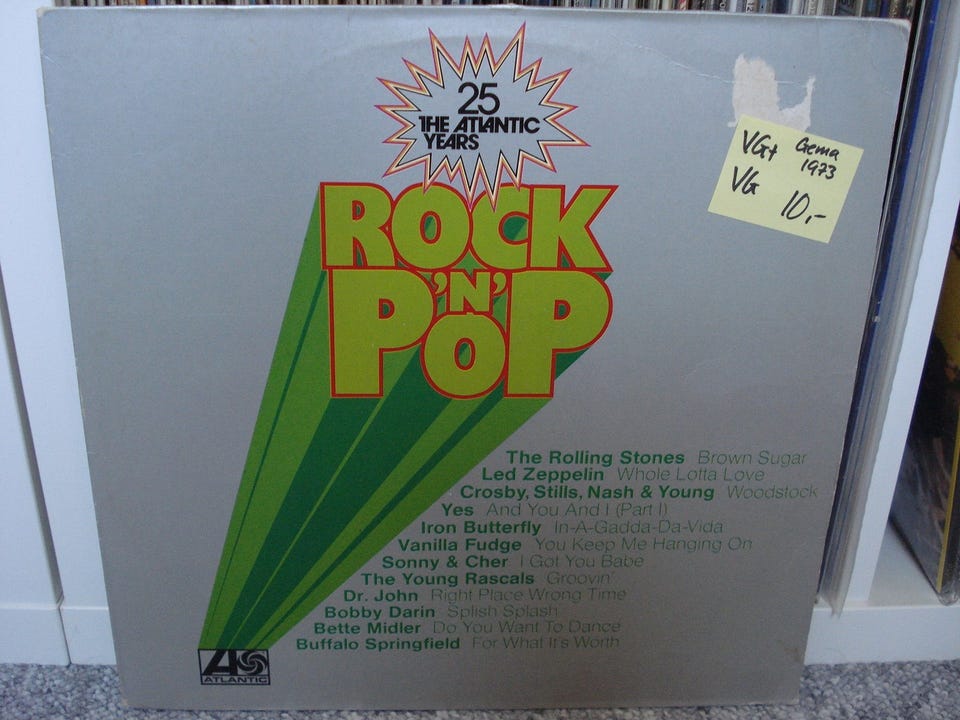 25
THE ATLANTIC
YEARS
VG+ Gema
1973
VG 10,-
ROCK
'N'
POP
The Rolling Stones Brown Sugar
Led Zeppelin Whole Lotta Love
Crosby, Stills, Nash & Young Woodstock
Yes And You And I (Part I)
Iron Butterfly In-A-Gadda-Da-Vida
Vanilla Fudge You Keep Me Hanging On
Sonny & Cher I Got You Babe
The Young Rascals Groovin'
Dr. John Right Place Wrong Time
Bobby Darin Splish Splash
Bette Midler Do You Want To Dance
Buffalo Springfield For What It's Worth
ATLANTIC